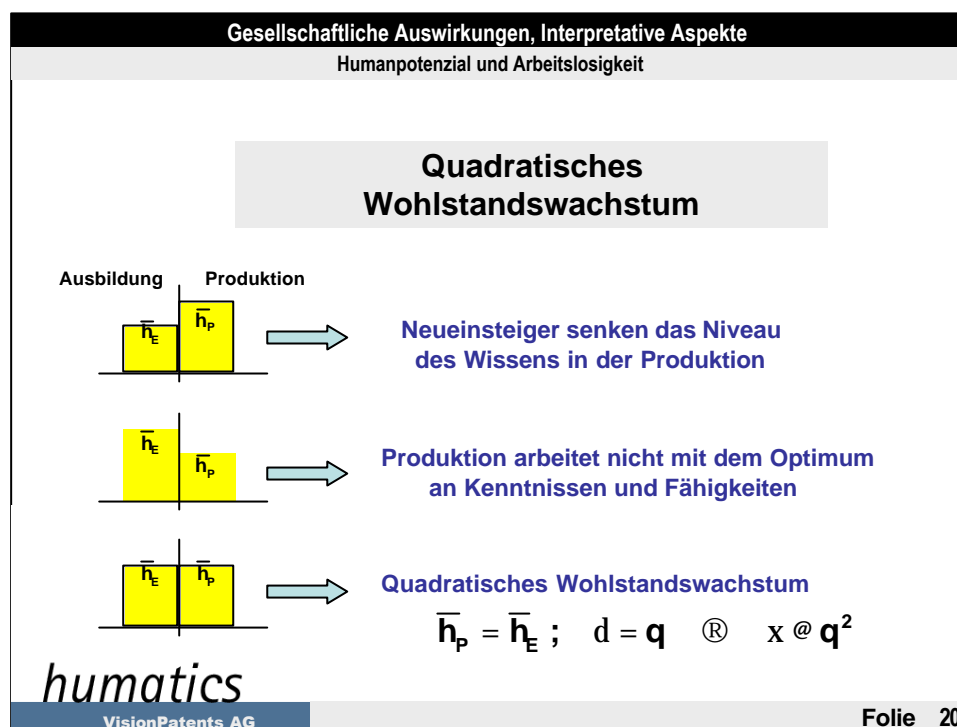 Gesellschaftliche Auswirkungen, Interpretative Aspekte
Humanpotenzial und Arbeitslosigkeit
Quadratisches
Wohlstandswachstum
Ausbildung Produktion
h̅E h̅P
Neueinsteiger senken das Niveau
des Wissens in der Produktion
h̅E h̅P
Produktion arbeitet nicht mit dem Optimum
an Kenntnissen und Fähigkeiten
h̅E h̅P
Quadratisches Wohlstandswachstum
h̅P = h̅E ; d = q ® x @ q²
humatics
VisionPatents AG
Folie 20